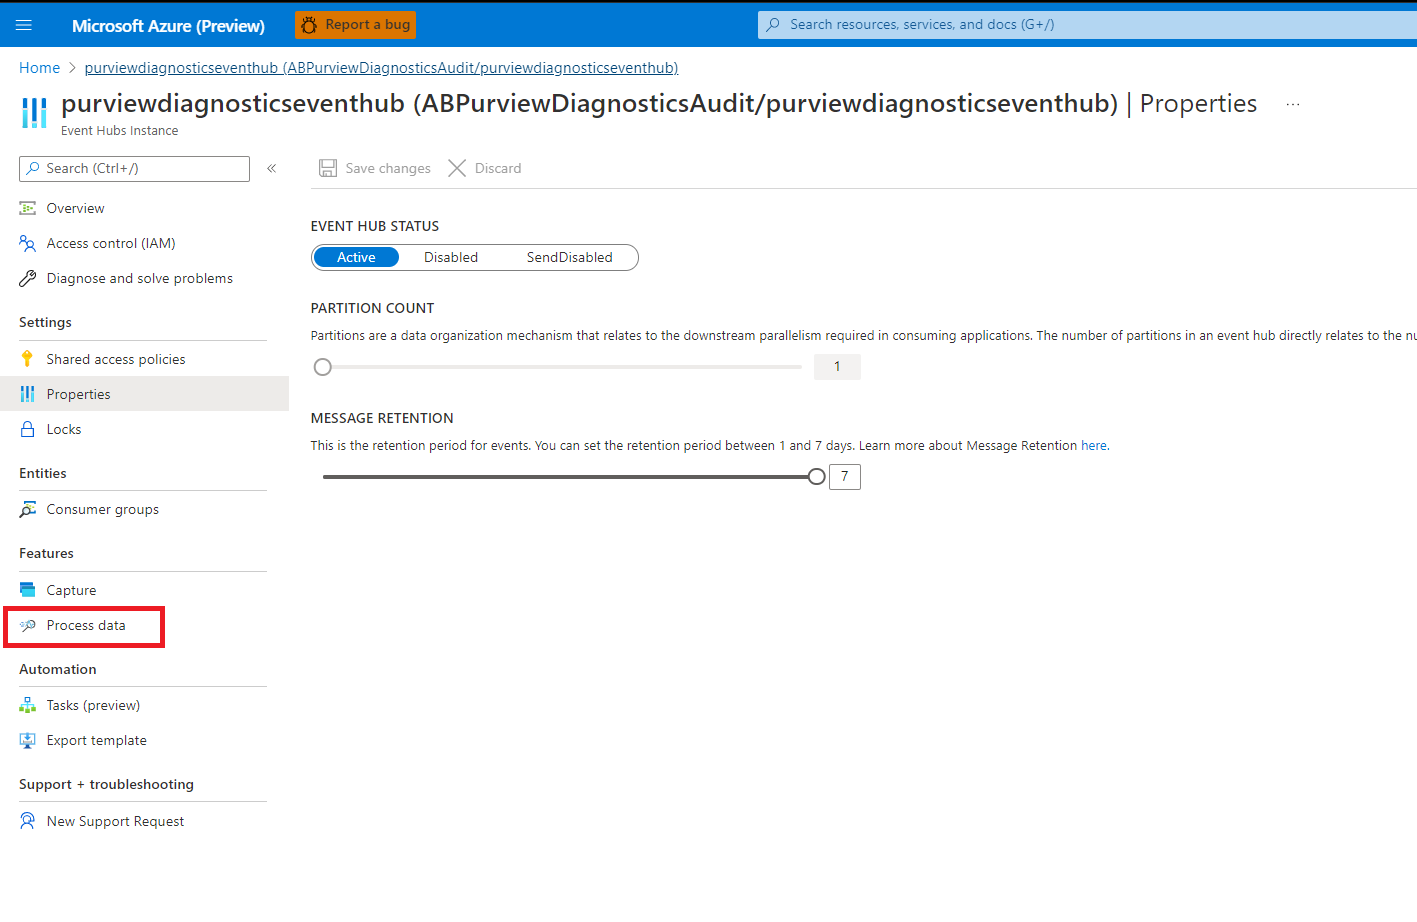 Microsoft Azure (Preview)
Report a bug
Search resources, services, and docs (G+/)
Home > purviewdiagnosticseventhub (ABPurviewDiagnosticsAudit/purviewdiagnosticseventhub)
purviewdiagnosticseventhub (ABPurviewDiagnosticsAudit/purviewdiagnosticseventhub) | Properties ...
Event Hubs Instance
Search (Ctrl+/)
«
Overview
Access control (IAM)
Diagnose and solve problems
Settings
Shared access policies
Properties
Locks
Entities
Consumer groups
Features
Capture
Process data
Automation
Tasks (preview)
Export template
Support + troubleshooting
New Support Request
Save changes
Discard
EVENT HUB STATUS
Active
Disabled
SendDisabled
PARTITION COUNT
Partitions are a data organization mechanism that relates to the downstream parallelism required in consuming applications. The number of partitions in an event hub directly relates to the
1
MESSAGE RETENTION
This is the retention period for events. You can set the retention period between 1 and 7 days. Learn more about Message Retention here.
7